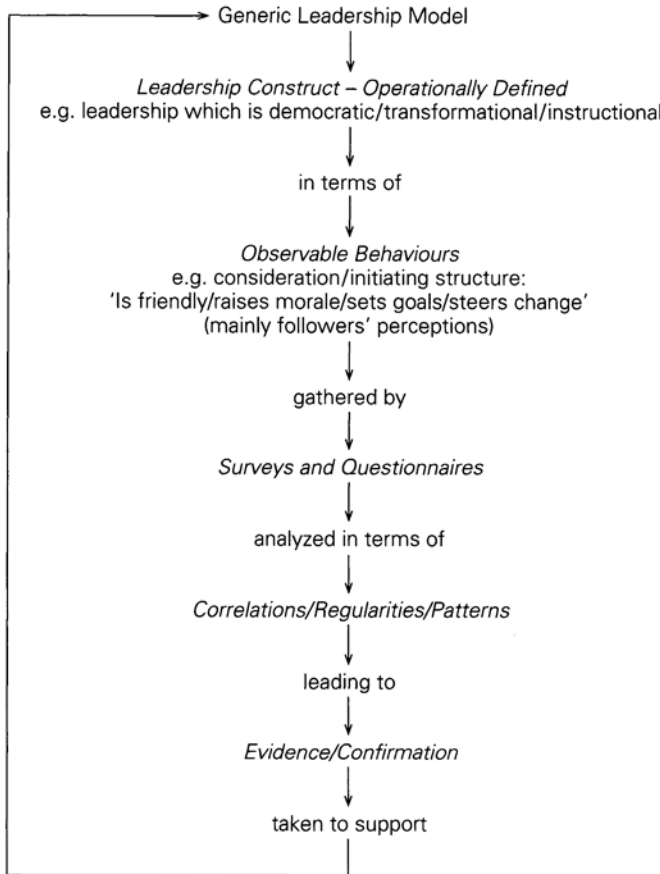 Generic Leadership Model
Leadership Construct – Operationally Defined
e.g. leadership which is democratic/transformational/instructional
in terms of
Observable Behaviours
e.g. consideration/initiating structure:
'Is friendly/raises morale/sets goals/steers change'
(mainly followers' perceptions)
gathered by
Surveys and Questionnaires
analyzed in terms of
Correlations/Regularities/Patterns
leading to
Evidence/Confirmation
taken to support